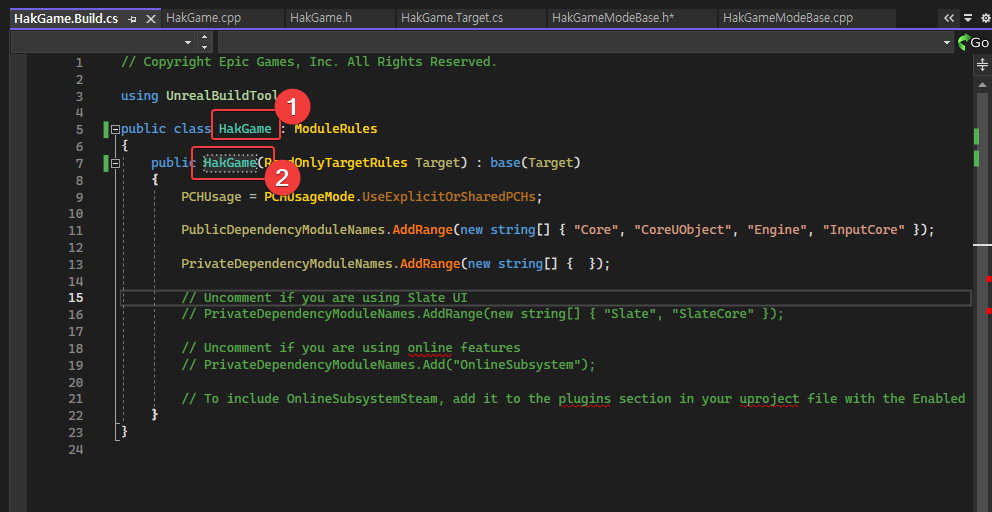 HakGame.Build.cs HakGame.cpp HakGame.h HakGame.Target.cs HakGameModeBase.h* HakGameModeBase.cpp
Go
1 // Copyright Epic Games, Inc. All Rights Reserved.
2
3 using UnrealBuildTool
4
1
5 public class HakGame : ModuleRules
6 {
7 public HakGame(ReadOnlyTargetRules Target) : base(Target)
2
8 {
9 PCHUsage = PCHUsageMode.UseExplicitOrSharedPCHs;
10
11 PublicDependencyModuleNames.AddRange(new string[] { "Core", "CoreUObject", "Engine", "InputCore" });
12
13 PrivateDependencyModuleNames.AddRange(new string[] {  });
14
15 // Uncomment if you are using Slate UI
16 // PrivateDependencyModuleNames.AddRange(new string[] { "Slate", "SlateCore" });
17
18 // Uncomment if you are using online features
19 // PrivateDependencyModuleNames.Add("OnlineSubsystem");
20
21 // To include OnlineSubsystemSteam, add it to the plugins section in your uproject file with the Enabled
22 }
23 }
24